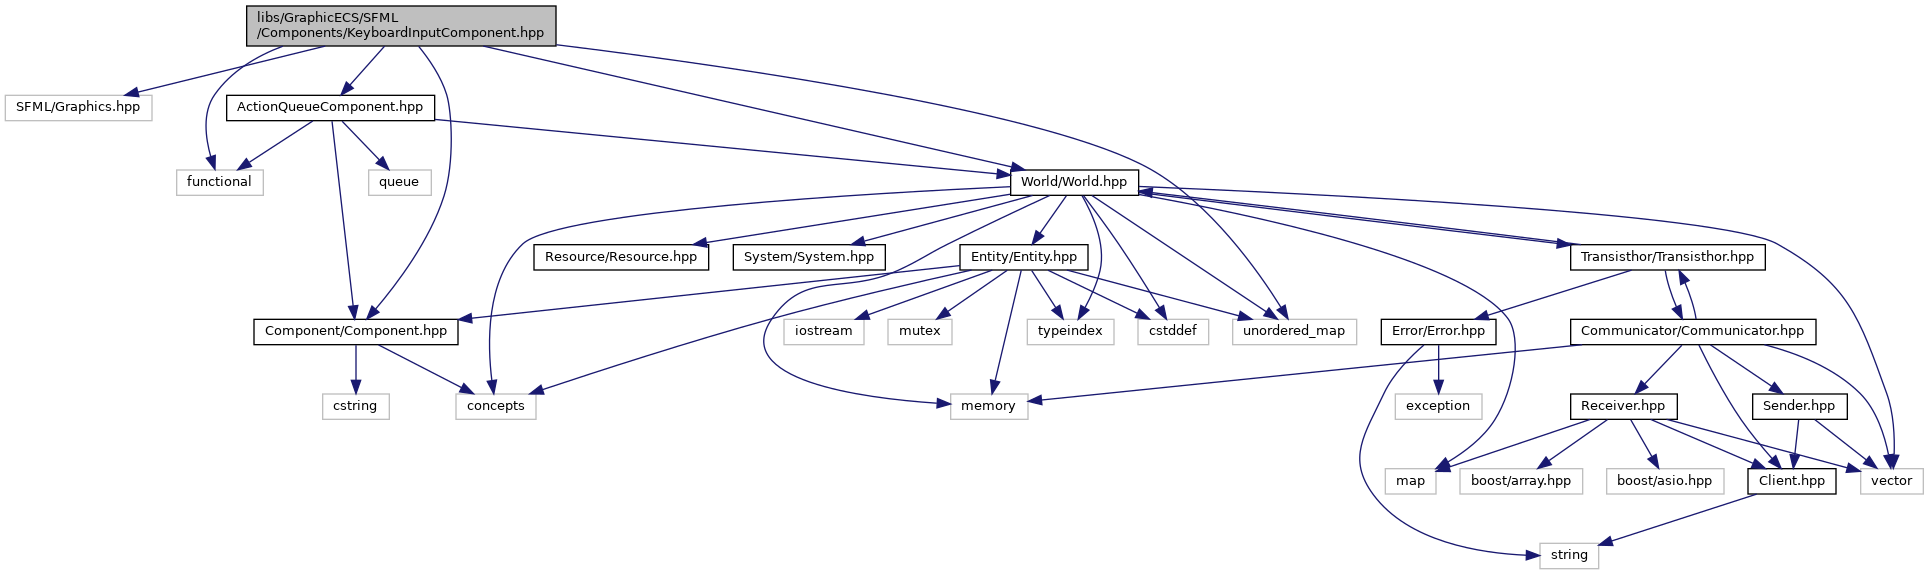 libs/GraphicECS/SFML
/Components/KeyboardInputComponent.hpp
SFML/Graphics.hpp
ActionQueueComponent.hpp
functional
queue
World/World.hpp
Resource/Resource.hpp
System/System.hpp
Entity/Entity.hpp
Transisthor/Transisthor.hpp
Component/Component.hpp
iostream
mutex
typeindex
cstddef
unordered_map
Error/Error.hpp
Communicator/Communicator.hpp
cstring
concepts
memory
exception
Receiver.hpp
Sender.hpp
map
boost/array.hpp
boost/asio.hpp
Client.hpp
vector
string